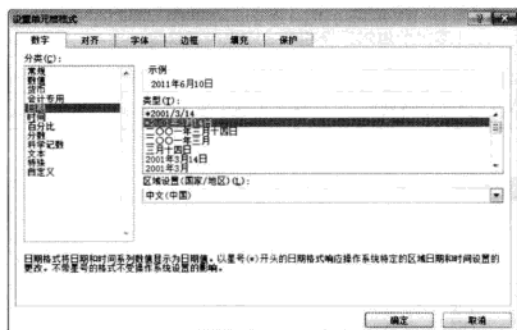 设置单元格格式
数字 对齐 字体 边框 填充 保护
分类(C):
常规
数值
货币
会计专用
时间
百分比
分数
科学记数
文本
特殊
自定义
示例
2011年6月10日
类型(T):
*2001/3/14
二〇〇一年三月十四日
二〇〇一年三月
三月十四日
2001年3月14日
2001年3月
区域设置(国家/地区)(L):
中文(中国)
日期格式将日期和时间系列数值显示为日期值。以星号(*)开头的日期格式响应操作系统特定的区域日期和时间设置的
更改。不带星号的格式不受操作系统设置的影响。
确定 取消